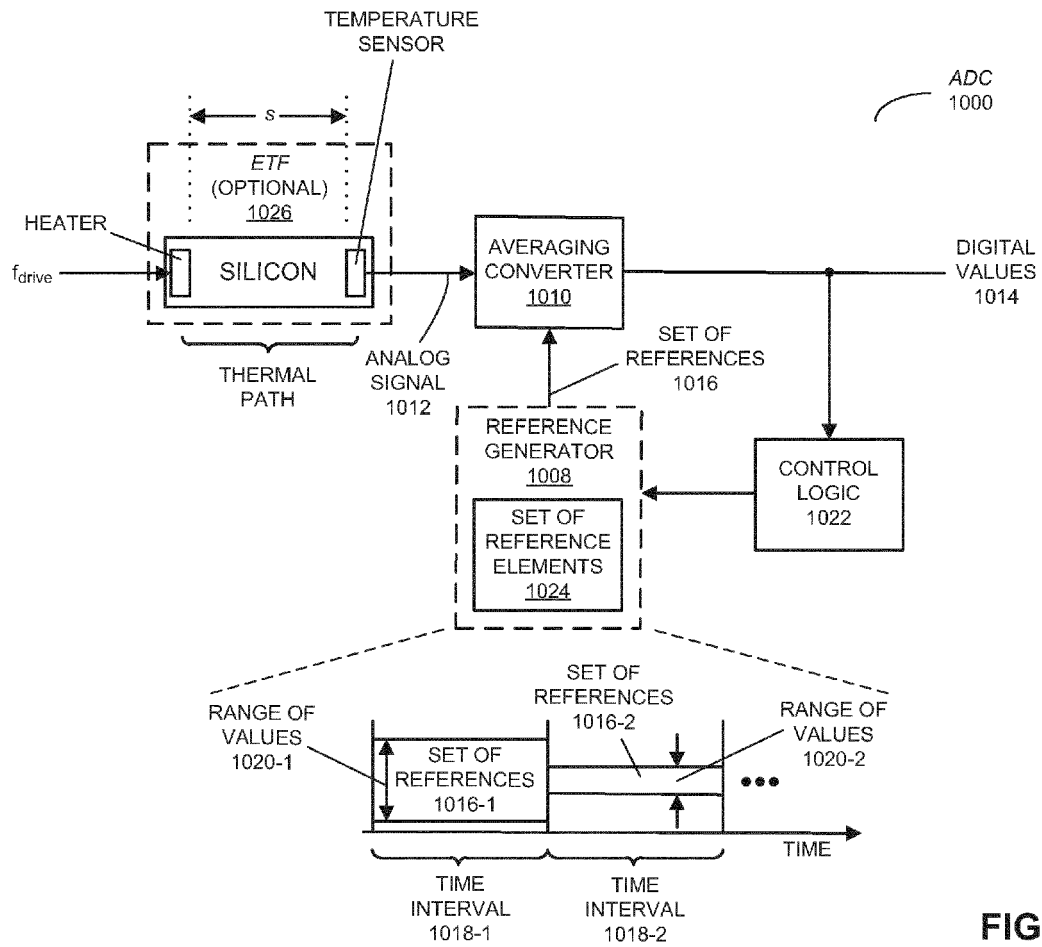 TEMPERATURE
SENSOR
ADC
1000
s
ETF
(OPTIONAL)
1026
HEATER
fdrive
SILICON
AVERAGING
CONVERTER
1010
DIGITAL
VALUES
1014
THERMAL
PATH
ANALOG
SIGNAL
1012
SET OF
REFERENCES
1016
REFERENCE
GENERATOR
1008
SET OF
REFERENCE
ELEMENTS
1024
CONTROL
LOGIC
1022
RANGE OF
VALUES
1020-1
SET OF
REFERENCES
1016-1
SET OF
REFERENCES
1016-2
RANGE OF
VALUES
1020-2
TIME
TIME
INTERVAL
1018-1
TIME
INTERVAL
1018-2
FIG